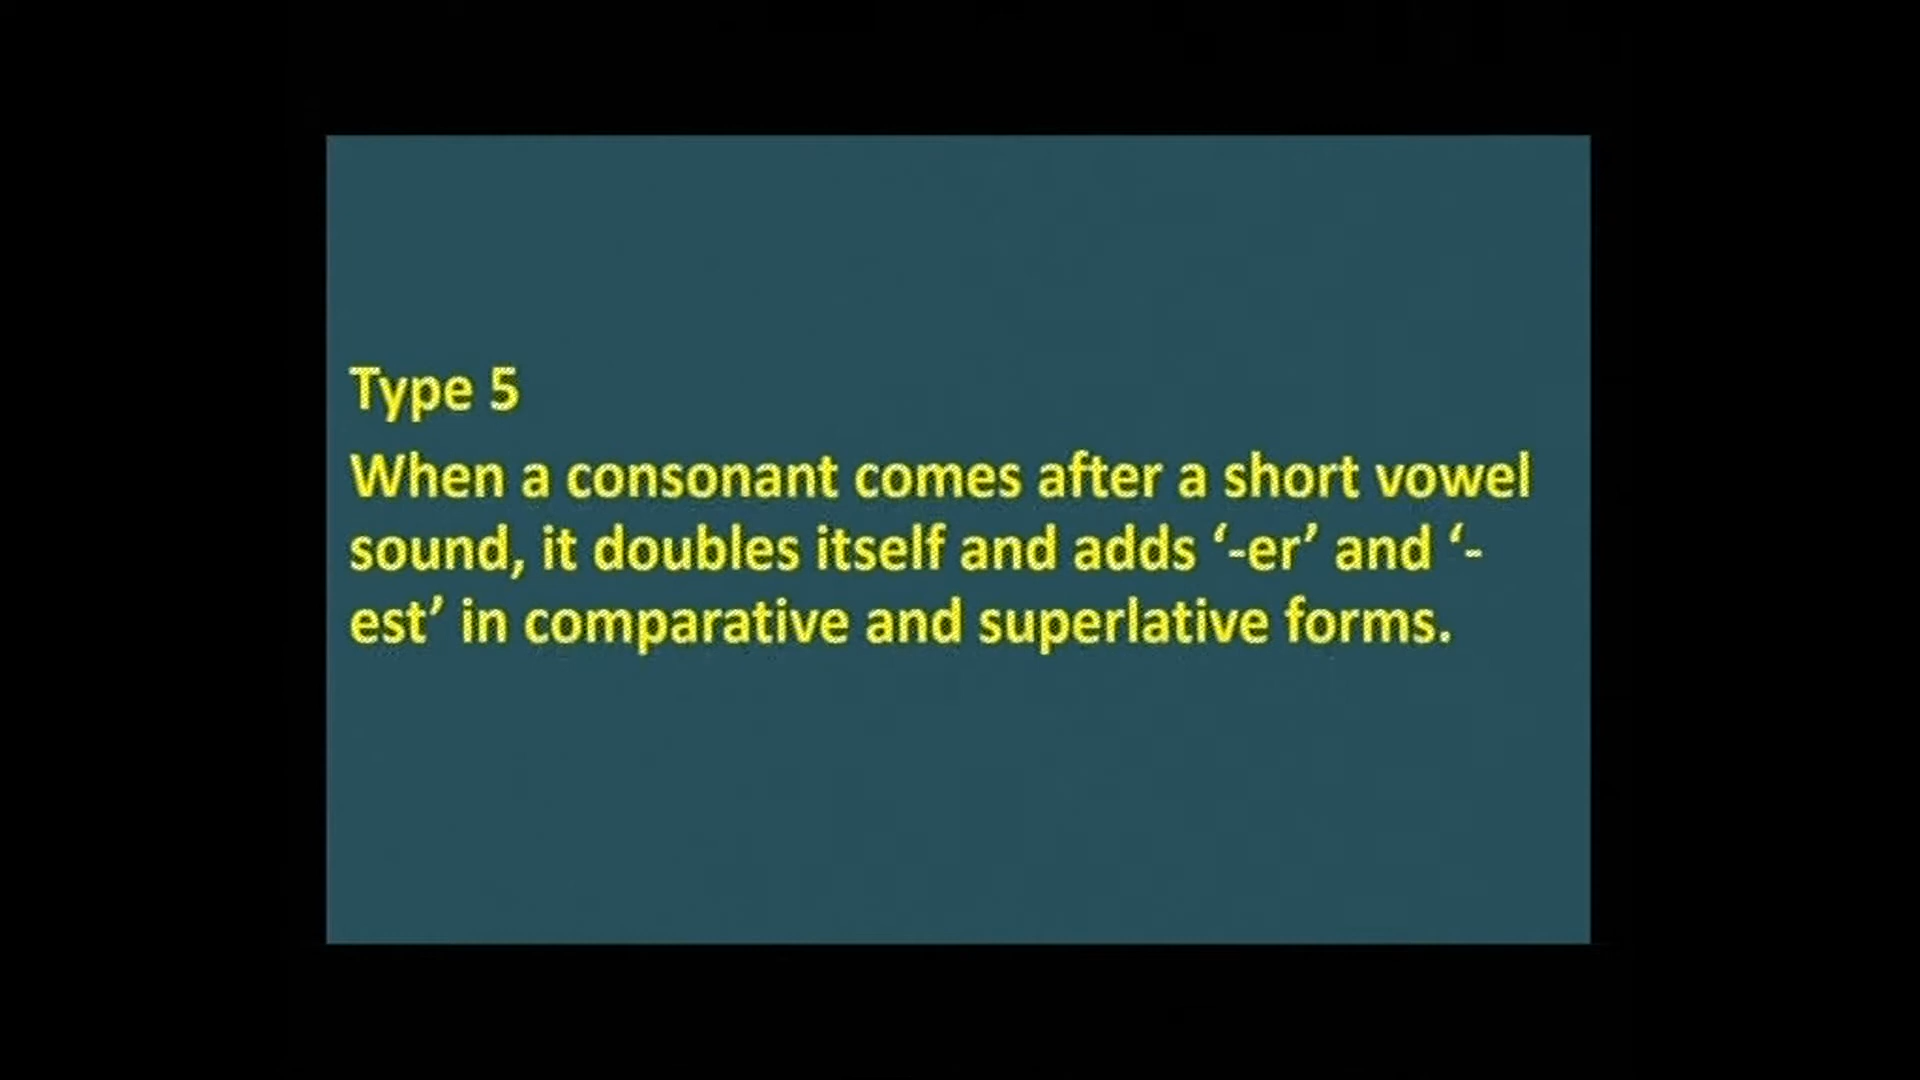 Type 5
When a consonant comes after a short vowel
sound, it doubles itself and adds ‘-er’ and ‘-
est’ in comparative and superlative forms.